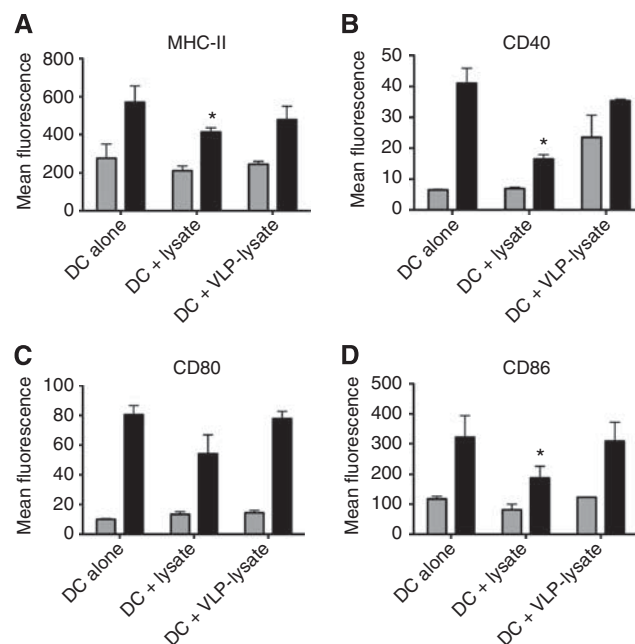 A
MHC-II
Mean fluorescence
800
600
400
200
0
*
DC alone
DC + lysate
DC + VLP-lysate
B
CD40
Mean fluorescence
50
40
30
20
10
0
*
DC alone
DC + lysate
DC + VLP-lysate
C
CD80
Mean fluorescence
100
80
60
40
20
0
DC alone
DC + lysate
DC + VLP-lysate
D
CD86
Mean fluorescence
500
400
300
200
100
0
*
DC alone
DC + lysate
DC + VLP-lysate